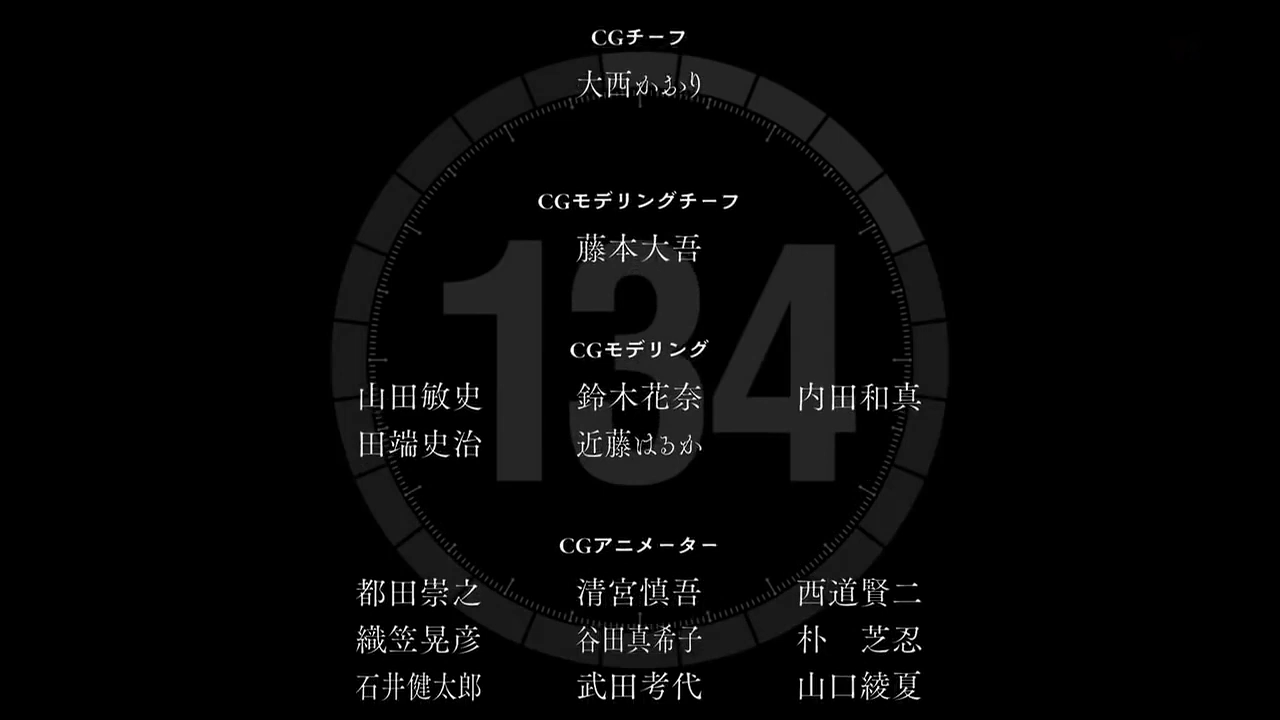 CGチーフ
大西かおり
CGモデリングチーフ
藤本大吾
134
CGモデリング
山田敏史 鈴木花奈 内田和真
田端史治 近藤はるか
CGアニメーター
都田崇之 清宮慎吾 西道賢二
織笠晃彦 谷田真希子 朴 芝忍
石井健太郎 武田考代 山口綾夏